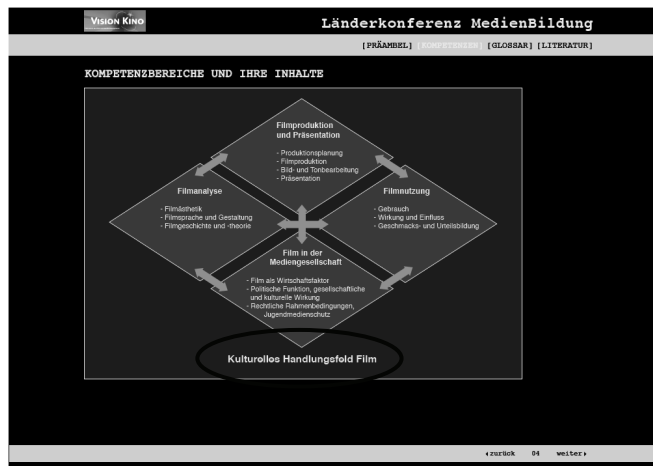 VISION KINO
Länderkonferenz MedienBildung
[PRÄAMBEL] [KOMPETENZEN] [GLOSSAR] [LITERATUR]
KOMPETENZBEREICHE UND IHRE INHALTE
Filmproduktion
und Präsentation
- Produktionsplanung
- Filmproduktion
- Bild- und Tonbearbeitung
- Präsentation
Filmanalyse
- Filmästhetik
- Filmsprache und Gestaltung
- Filmgeschichte und -theorie
Filmnutzung
- Gebrauch
- Wirkung und Einfluss
- Geschmacks- und Urteilsbildung
Film in der
Mediengesellschaft
- Film als Wirtschaftsfaktor
- Politische Funktion, gesellschaftliche
und kulturelle Wirkung
- Rechtliche Rahmenbedingungen,
Jugendmedienschutz
Kulturelles Handlungsfeld Film
zurück 04 weiter